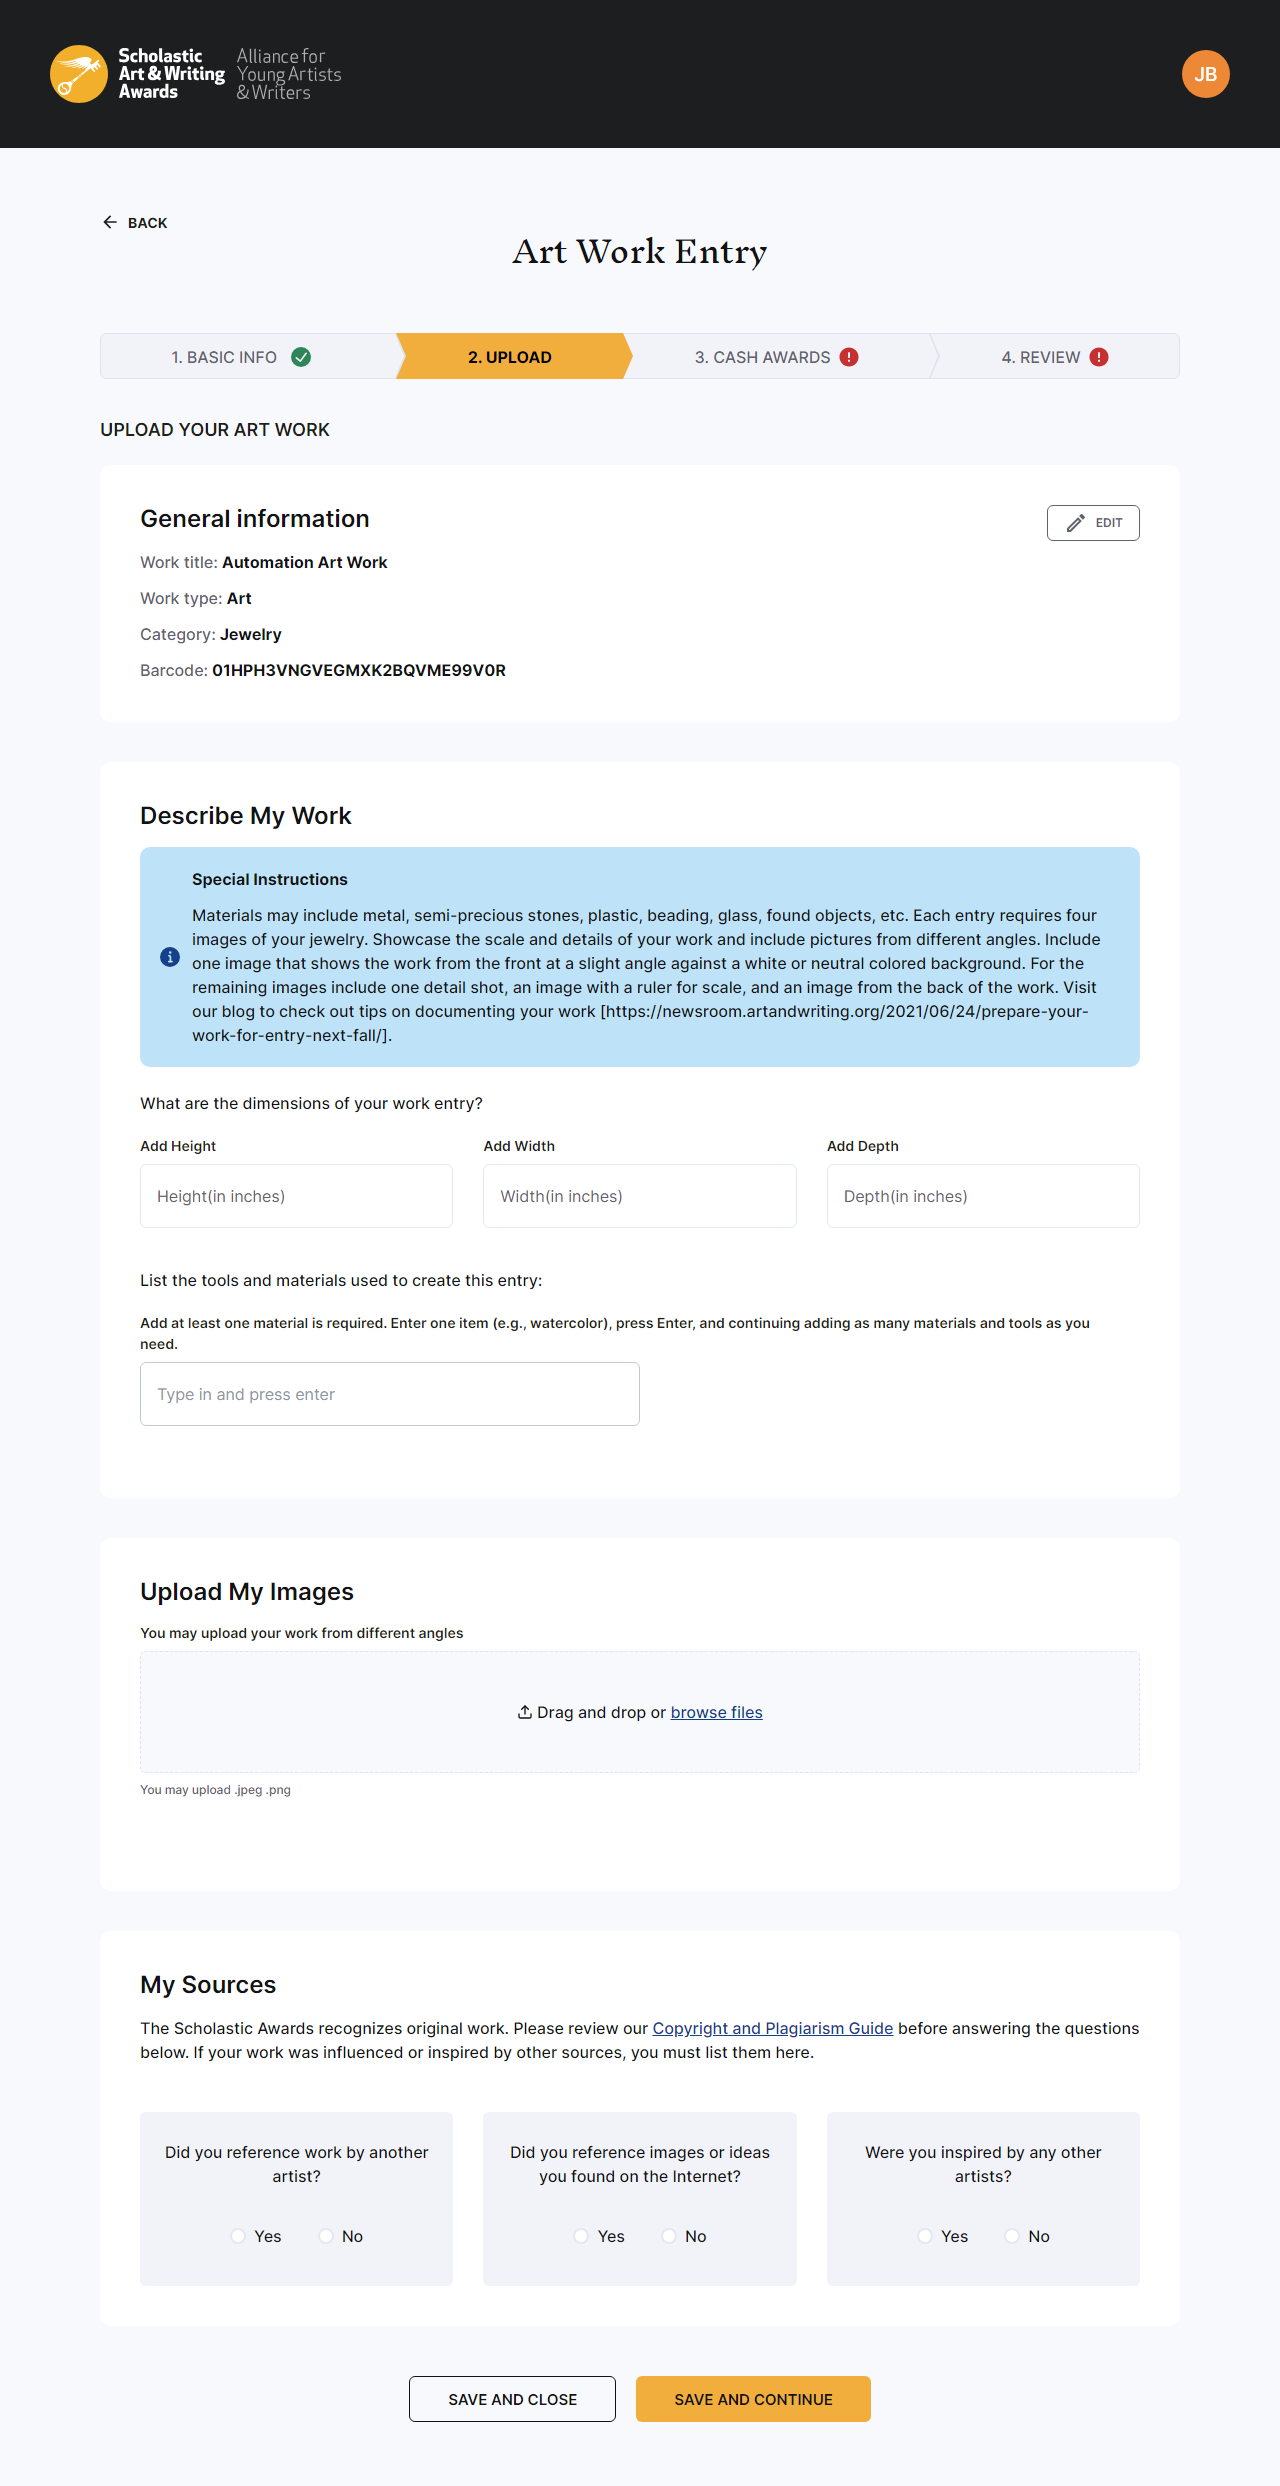 Scholastic
Art & Writing
Awards
Alliance for
Young Artists
& Writers
JB
BACK
Art Work Entry
1. BASIC INFO
2. UPLOAD
3. CASH AWARDS
4. REVIEW
UPLOAD YOUR ART WORK
General information
EDIT
Work title: Automation Art Work
Work type: Art
Category: Jewelry
Barcode: 01HPH3VNGVEGMXK2BQVME99V0R
Describe My Work
Special Instructions
Materials may include metal, semi-precious stones, plastic, beading, glass, found objects, etc. Each entry requires four
images of your jewelry. Showcase the scale and details of your work and include pictures from different angles. Include
one image that shows the work from the front at a slight angle against a white or neutral colored background. For the
remaining images include one detail shot, an image with a ruler for scale, and an image from the back of the work. Visit
our blog to check out tips on documenting your work [https://newsroom.artandwriting.org/2021/06/24/prepare-your-
work-for-entry-next-fall/].
What are the dimensions of your work entry?
Add Height
Add Width
Add Depth
Height(in inches)
Width(in inches)
Depth(in inches)
List the tools and materials used to create this entry:
Add at least one material is required. Enter one item (e.g., watercolor), press Enter, and continuing adding as many materials and tools as you
need.
Type in and press enter
Upload My Images
You may upload your work from different angles
Drag and drop or browse files
You may upload .jpeg .png
My Sources
The Scholastic Awards recognizes original work. Please review our Copyright and Plagiarism Guide before answering the questions
below. If your work was influenced or inspired by other sources, you must list them here.
Did you reference work by another
artist?
Yes
No
Did you reference images or ideas
you found on the Internet?
Yes
No
Were you inspired by any other
artists?
Yes
No
SAVE AND CLOSE
SAVE AND CONTINUE